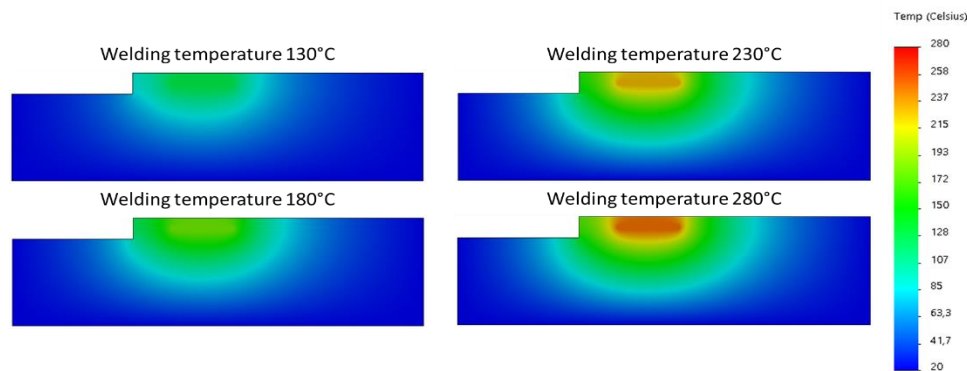 Temp (Celsius)
Welding temperature 130°C
Welding temperature 230°C
Welding temperature 180°C
Welding temperature 280°C
280
258
237
215
193
172
150
128
107
85
63,3
41,7
20